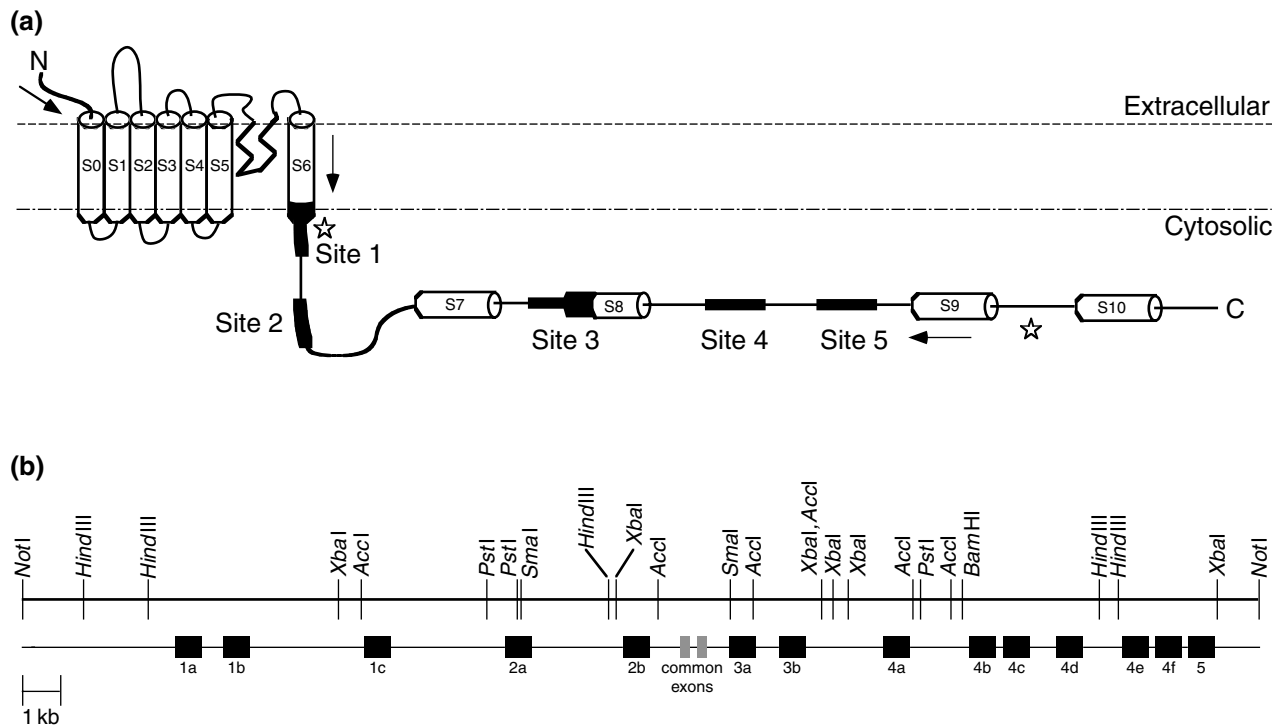 (a)
N
Extracellular
S0 S1 S2 S3 S4 S5 S6
Cytosolic
Site 1
Site 2
S7
S8
S9
S10
C
Site 3
Site 4
Site 5
(b)
NotI
HindIII
HindIII
XbaI
AccI
PstI
PstI
SmaI
HindIII
XbaI
AccI
SmaI
AccI
XbaI, AccI
XbaI
XbaI
AccI
PstI
AccI
BamHI
HindIII
HindIII
XbaI
NotI
1a 1b 1c 2a 2b common 3a 3b 4a 4b 4c 4d 4e 4f 5
exons
1 kb